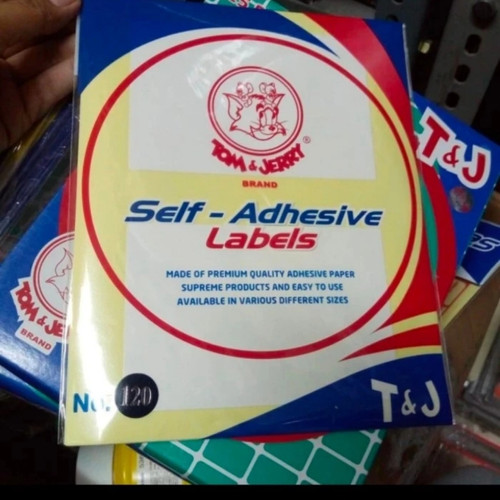 TOM & JERRY ®
BRAND
Self - Adhesive
Labels
MADE OF PREMIUM QUALITY ADHESIVE PAPER
SUPREME PRODUCTS AND EASY TO USE
AVAILABLE IN VARIOUS DIFFERENT SIZES
No. 120
T&J
T&J
TOM & JERRY
BRAND